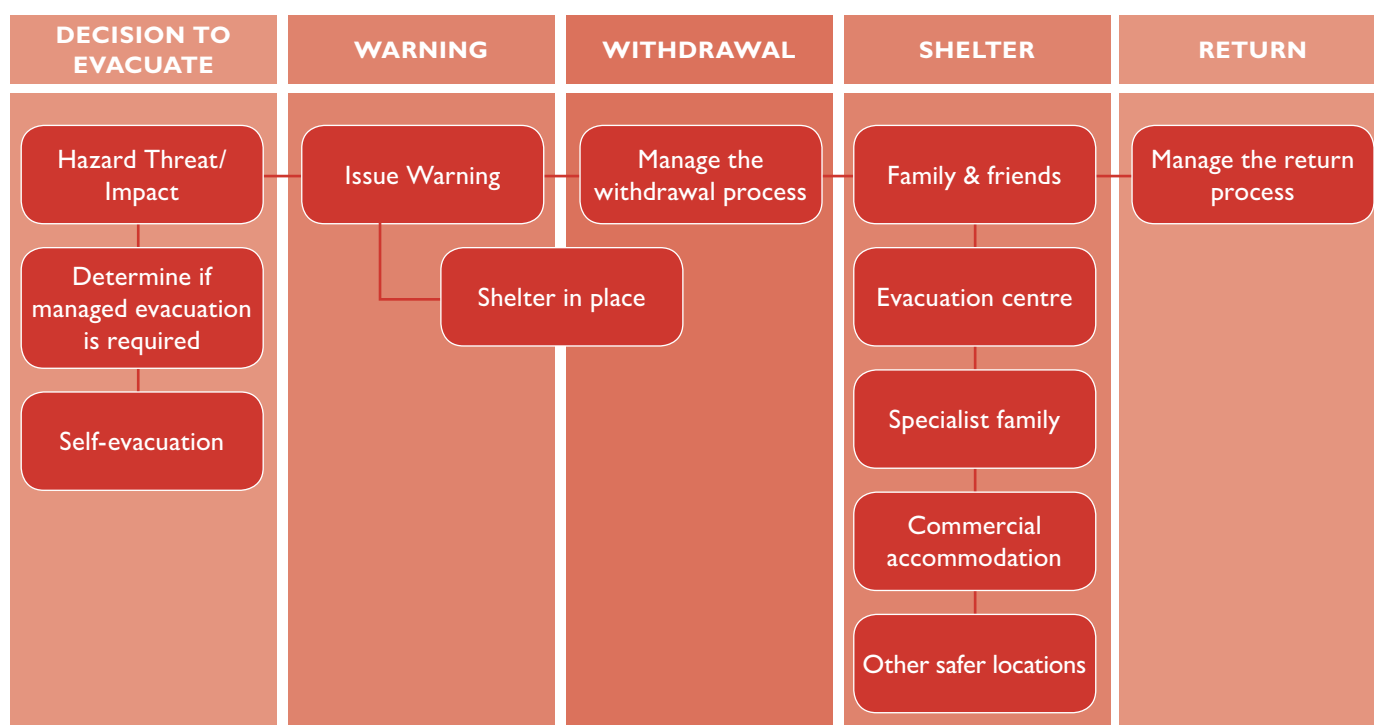 DECISION TO
EVACUATE
WARNING
WITHDRAWAL
SHELTER
RETURN
Hazard Threat/
Impact
Determine if
managed evacuation
is required
Self-evacuation
Issue Warning
Shelter in place
Manage the
withdrawal process
Family & friends
Evacuation centre
Specialist family
Commercial
accommodation
Other safer locations
Manage the return
process